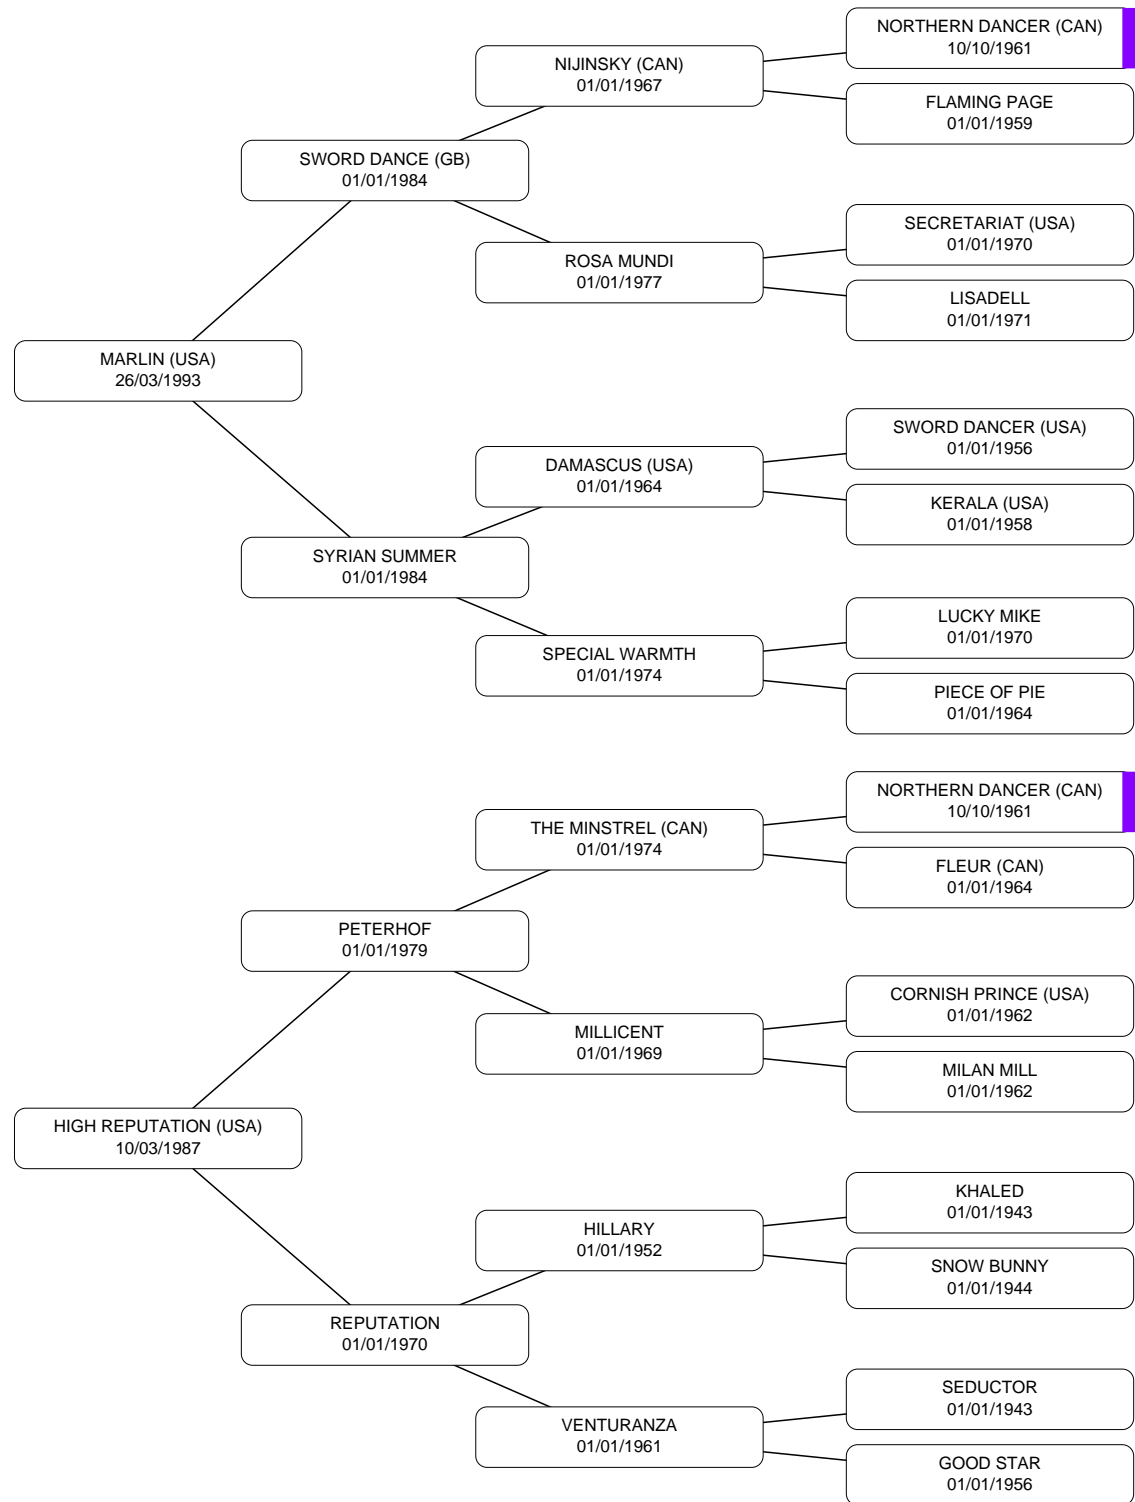 NORTHERN DANCER (CAN)
10/10/1961
NIJINSKY (CAN)
01/01/1967
FLAMING PAGE
01/01/1959
SWORD DANCE (GB)
01/01/1984
SECRETARIAT (USA)
01/01/1970
ROSA MUNDI
01/01/1977
LISADELL
01/01/1971
MARLIN (USA)
26/03/1993
SWORD DANCER (USA)
01/01/1956
DAMASCUS (USA)
01/01/1964
KERALA (USA)
01/01/1958
SYRIAN SUMMER
01/01/1984
LUCKY MIKE
01/01/1970
SPECIAL WARMTH
01/01/1974
PIECE OF PIE
01/01/1964
NORTHERN DANCER (CAN)
10/10/1961
THE MINSTREL (CAN)
01/01/1974
FLEUR (CAN)
01/01/1964
PETERHOF
01/01/1979
CORNISH PRINCE (USA)
01/01/1962
MILLICENT
01/01/1969
MILAN MILL
01/01/1962
HIGH REPUTATION (USA)
10/03/1987
KHALED
01/01/1943
HILLARY
01/01/1952
SNOW BUNNY
01/01/1944
REPUTATION
01/01/1970
SEDUCTOR
01/01/1943
VENTURANZA
01/01/1961
GOOD STAR
01/01/1956